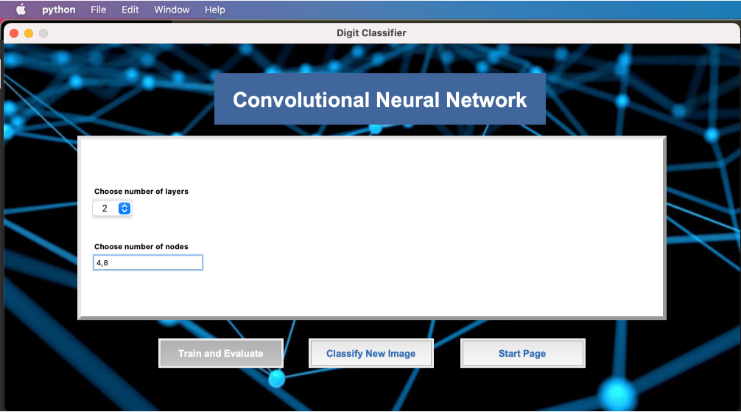 python File Edit Window Help
Digit Classifier
Convolutional Neural Network
Choose number of layers
2
Choose number of nodes
4,8
Train and Evaluate Classify New Image Start Page